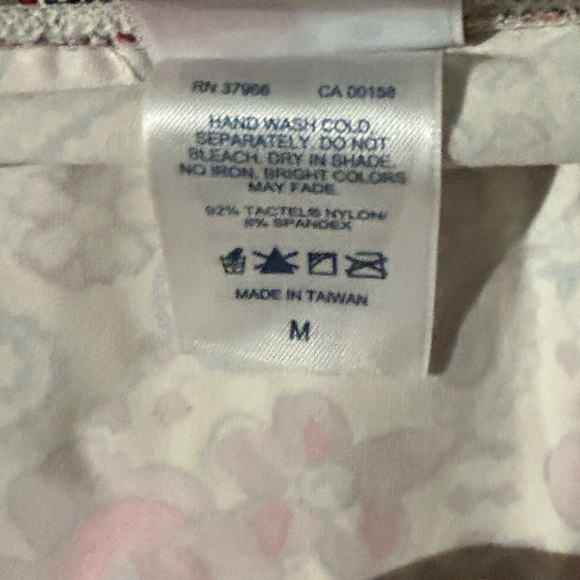 RN 37966 CA 00158
HAND WASH COLD,
SEPARATELY. DO NOT
BLEACH. DRY IN SHADE.
NO IRON. BRIGHT COLORS
MAY FADE
92% TACTEL® NYLON/
8% SPANDEX
MADE IN TAIWAN
M